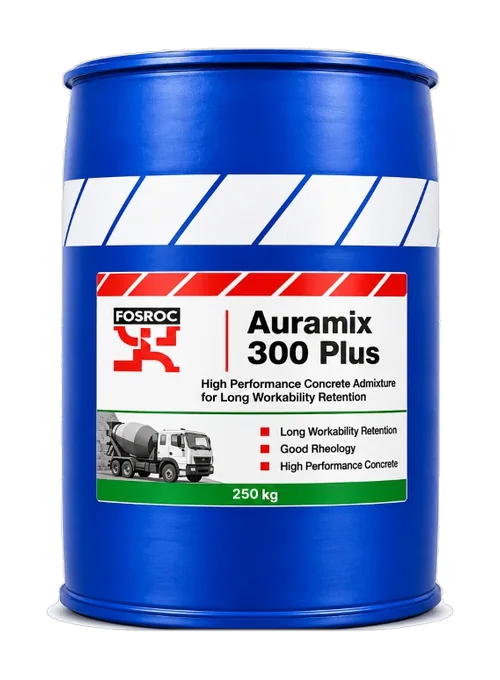 FOSROC
Auramix
300 Plus
High Performance Concrete Admixture
for Long Workability Retention
Long Workability Retention
Good Rheology
High Performance Concrete
250 kg